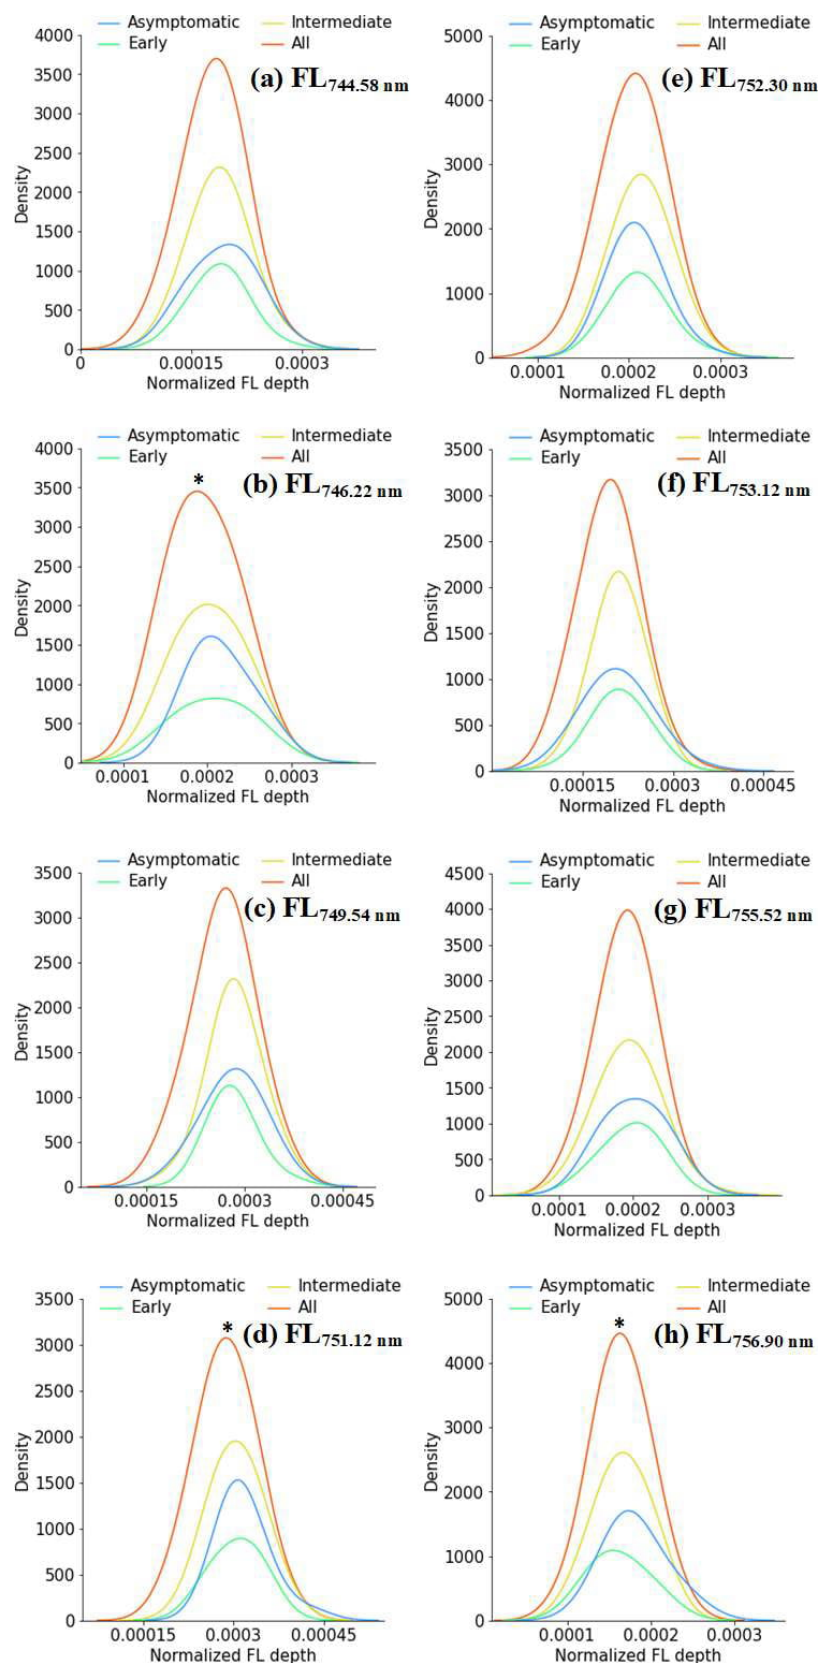 Asymptomatic Intermediate
Early All
(a) FL744.58 nm
4000
3500
3000
2500
2000
1500
1000
500
0
Density
0 0.00015 0.0003
Normalized FL depth
Asymptomatic Intermediate
Early All
(e) FL752.30 nm
5000
4000
3000
2000
1000
0
Density
0.0001 0.0002 0.0003
Normalized FL depth
Asymptomatic Intermediate
Early All
* (b) FL746.22 nm
4000
3500
3000
2500
2000
1500
1000
500
0
Density
0.0001 0.0002 0.0003
Normalized FL depth
Asymptomatic Intermediate
Early All
(f) FL753.12 nm
3500
3000
2500
2000
1500
1000
500
0
Density
0.00015 0.0003 0.00045
Normalized FL depth
Asymptomatic Intermediate
Early All
(c) FL749.54 nm
3500
3000
2500
2000
1500
1000
500
0
Density
0.00015 0.0003 0.00045
Normalized FL depth
Asymptomatic Intermediate
Early All
(g) FL755.52 nm
4500
4000
3500
3000
2500
2000
1500
1000
500
0
Density
0.0001 0.0002 0.0003
Normalized FL depth
Asymptomatic Intermediate
Early All
* (d) FL751.12 nm
3500
3000
2500
2000
1500
1000
500
0
Density
0.00015 0.0003 0.00045
Normalized FL depth
Asymptomatic Intermediate
Early All
* (h) FL756.90 nm
5000
4000
3000
2000
1000
0
Density
0.0001 0.0002 0.0003
Normalized FL depth